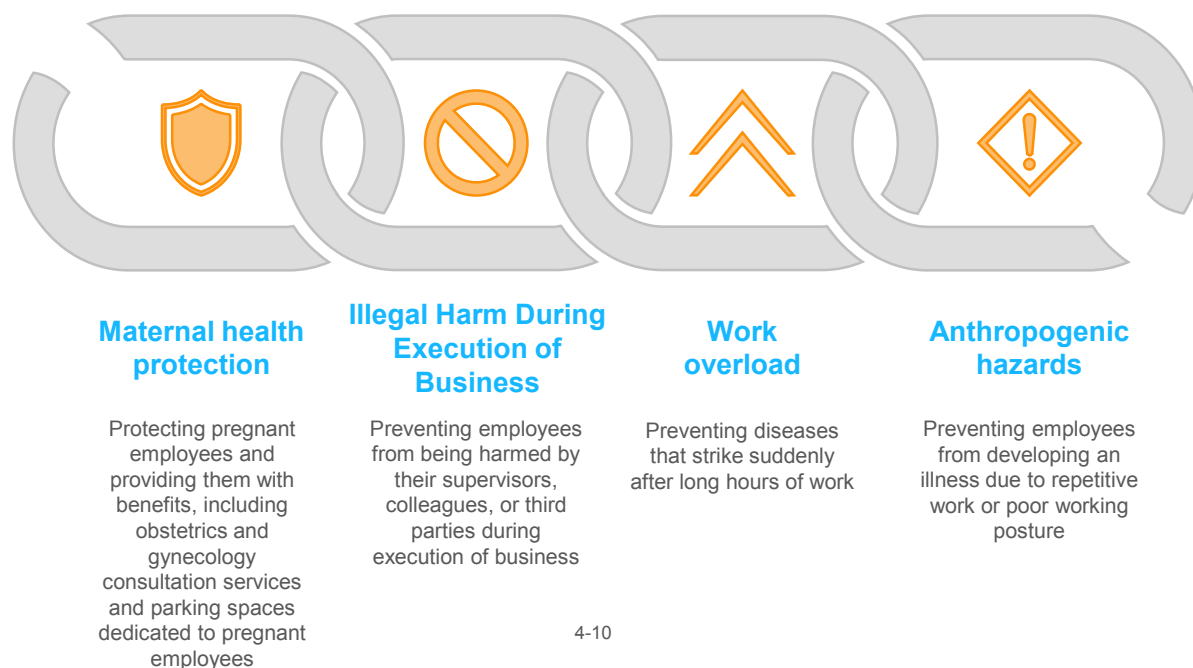 Maternal health
protection
Protecting pregnant
employees and
providing them with
benefits, including
obstetrics and
gynecology
consultation services
and parking spaces
dedicated to pregnant
employees
Illegal Harm During
Execution of
Business
Preventing employees
from being harmed by
their supervisors,
colleagues, or third
parties during
execution of business
Work
overload
Preventing diseases
that strike suddenly
after long hours of work
Anthropogenic
hazards
Preventing employees
from developing an
illness due to repetitive
work or poor working
posture
4-10